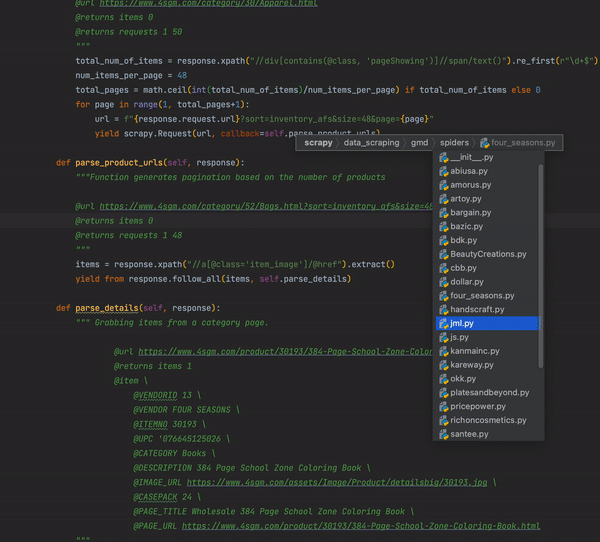 @url https://www.4sgm.com/category/30/Apparel.html
@returns items 0
@returns requests 1 50
"""
total_num_of_items = response.xpath("//div[contains(@class, 'pageShowing')]//span/text()").re_first(r"\d+$")
num_items_per_page = 48
total_pages = math.ceil(int(total_num_of_items)/num_items_per_page) if total_num_of_items else 0
for page in range(1, total_pages+1):
url = f"{response.request.url}?sort=inventory_afs&size=48&page={page}"
yield scrapy.Request(url, callback=self.parse_product_urls)
scrapy data_scraping gmd spiders four_seasons.py
def parse_product_urls(self, response):
"""Function generates pagination based on the number of products
@url https://www.4sgm.com/category/52/Bags.html?sort=inventory_afs&size=48
@returns items 0
@returns requests 1 48
"""
items = response.xpath("//a[@class='item_image']/@href").extract()
yield from response.follow_all(items, self.parse_details)
def parse_details(self, response):
""" Grabbing items from a category page.
@url https://www.4sgm.com/product/30193/384-Page-School-Zone-Color
@returns items 1
@item \
@VENDORID 13 \
@VENDOR FOUR SEASONS \
@ITEMNO 30193 \
@UPC '076645125026 \
@CATEGORY Books \
@DESCRIPTION 384 Page School Zone Coloring Book \
@IMAGE_URL https://www.4sgm.com/assets/Image/Product/detailsbig/30193.jpg \
@CASEPACK 24 \
@PAGE_TITLE Wholesale 384 Page School Zone Coloring Book \
@PAGE_URL https://www.4sgm.com/product/30193/384-Page-School-Zone-Coloring-Book.html
"""
__init__.py
abiusa.py
amorus.py
artoy.py
bargain.py
bazic.py
bdk.py
BeautyCreations.py
cbb.py
dollar.py
four_seasons.py
handscraft.py
jml.py
js.py
kanmainc.py
kareway.py
okk.py
platesandbeyond.py
pricepower.py
richoncosmetics.py
santee.py